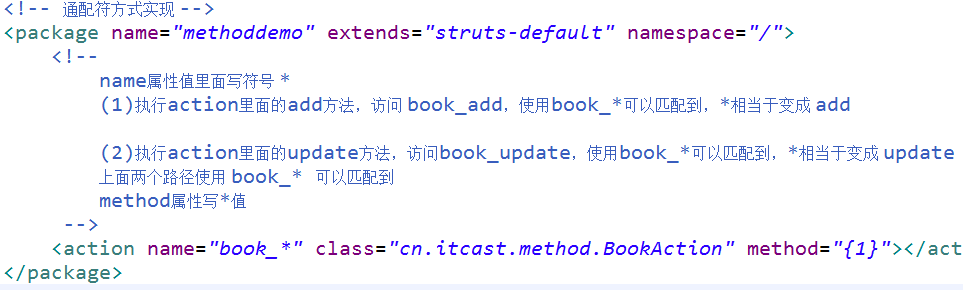 <!-- 通配符方式实现 -->
<package name="methoddemo" extends="struts-default" namespace="/">
<!--
name属性值里面写符号 *
(1)执行action里面的add方法，访问 book_add，使用book_*可以匹配到，*相当于变成 add
(2)执行action里面的update方法，访问book_update，使用book_*可以匹配到，*相当于变成 update
上面两个路径使用 book_* 可以匹配到
method属性写*值
-->
<action name="book_*" class="cn.itcast.method.BookAction" method="{1}"></act
</package>